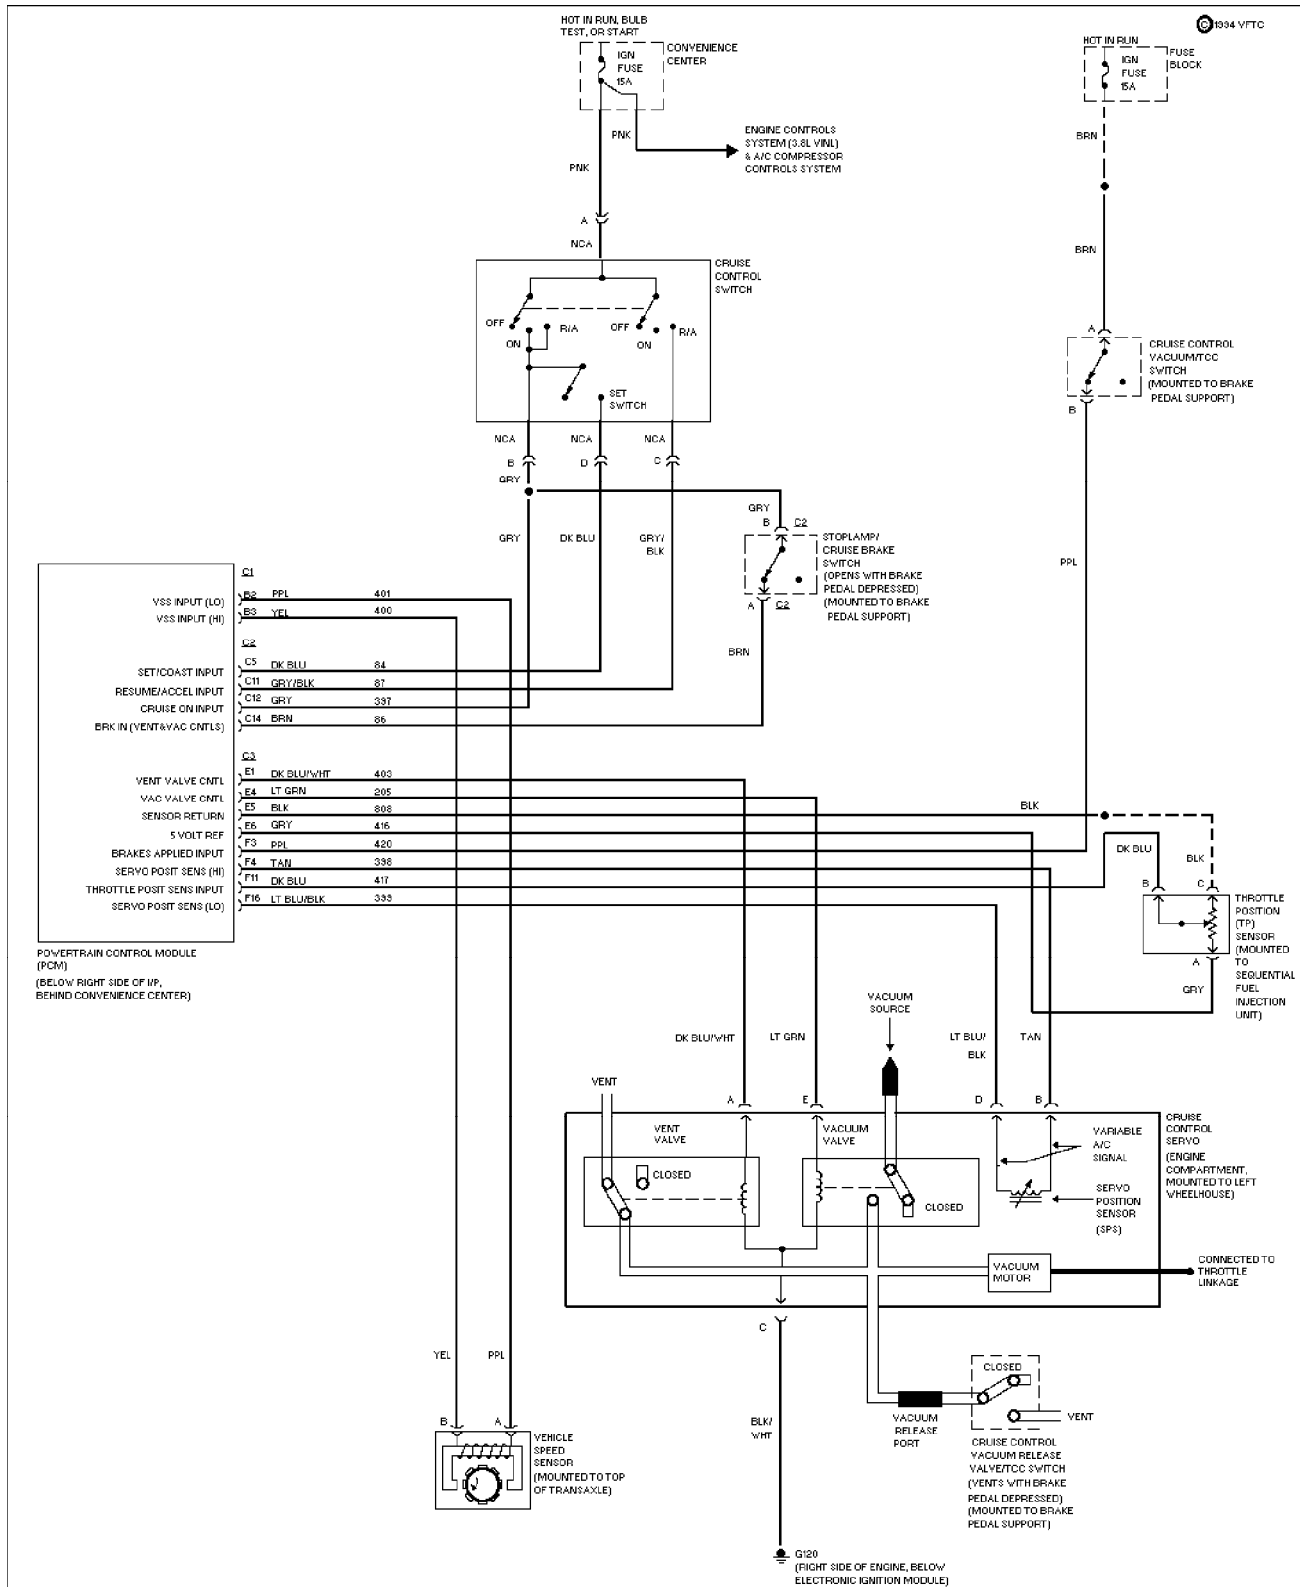 HOT IN RUN, BULB
TEST, OR START
© 1994 VFTC
IGN
FUSE
15A
CONVENIENCE
CENTER
HOT IN RUN
IGN
FUSE
15A
FUSE
BLOCK
PNK
ENGINE CONTROLS
SYSTEM (3.8L VINL)
& A/C COMPRESSOR
CONTROLS SYSTEM
BRN
PNK
A
NCA
BRN
CRUISE
CONTROL
SWITCH
OFF
ON
R/A
OFF
ON
R/A
SET
SWITCH
A
CRUISE CONTROL
VACUUM/TCC
SWITCH
(MOUNTED TO BRAKE
PEDAL SUPPORT)
B
NCA
NCA
NCA
B
D
C
GRY
GRY
DK BLU
GRY/
BLK
GRY
B
C2
STOPLAMP/
CRUISE BRAKE
SWITCH
(OPENS WITH BRAKE
PEDAL DEPRESSED)
(MOUNTED TO BRAKE
PEDAL SUPPORT)
A
C2
PPL
BRN
C1
VSS INPUT (LO)
B2
PPL
401
VSS INPUT (HI)
B3
YEL
400
C2
SET/COAST INPUT
C5
DK BLU
84
RESUME/ACCEL INPUT
C11
GRY/BLK
87
CRUISE ON INPUT
C12
GRY
397
BRK IN (VENT&VAC CNTLS)
C14
BRN
86
C3
VENT VALVE CNTL
E1
DK BLU/WHT
403
VAC VALVE CNTL
E4
LT GRN
205
SENSOR RETURN
E5
BLK
808
BLK
5 VOLT REF
E6
GRY
416
BRAKES APPLIED INPUT
F3
PPL
420
SERVO POSIT SENS (HI)
F4
TAN
398
THROTTLE POSIT SENS INPUT
F11
DK BLU
417
SERVO POSIT SENS (LO)
F16
LT BLU/BLK
399
POWERTRAIN CONTROL MODULE
(PCM)
(BELOW RIGHT SIDE OF I/P,
BEHIND CONVENIENCE CENTER)
DK BLU
BLK
B
C
A
GRY
THROTTLE
POSITION
(TP)
SENSOR
(MOUNTED
TO
SEQUENTIAL
FUEL
INJECTION
UNIT)
VACUUM
SOURCE
DK BLU/WHT
LT GRN
LT BLU/
BLK
TAN
VENT
A
E
D
B
VENT
VALVE
VACUUM
VALVE
VARIABLE
A/C
SIGNAL
CRUISE
CONTROL
SERVO
(ENGINE
COMPARTMENT,
MOUNTED TO LEFT
WHEELHOUSE)
CLOSED
CLOSED
SERVO
POSITION
SENSOR
(SPS)
VACUUM
MOTOR
CONNECTED TO
THROTTLE
LINKAGE
C
YEL
PPL
B
A
VEHICLE
SPEED
SENSOR
(MOUNTED TO TOP
OF TRANSAXLE)
BLK/
WHT
VACUUM
RELEASE
PORT
CLOSED
VENT
CRUISE CONTROL
VACUUM RELEASE
VALVE/TCC SWITCH
(VENTS WITH BRAKE
PEDAL DEPRESSED)
(MOUNTED TO BRAKE
PEDAL SUPPORT)
G120
(RIGHT SIDE OF ENGINE, BELOW
ELECTRONIC IGNITION MODULE)